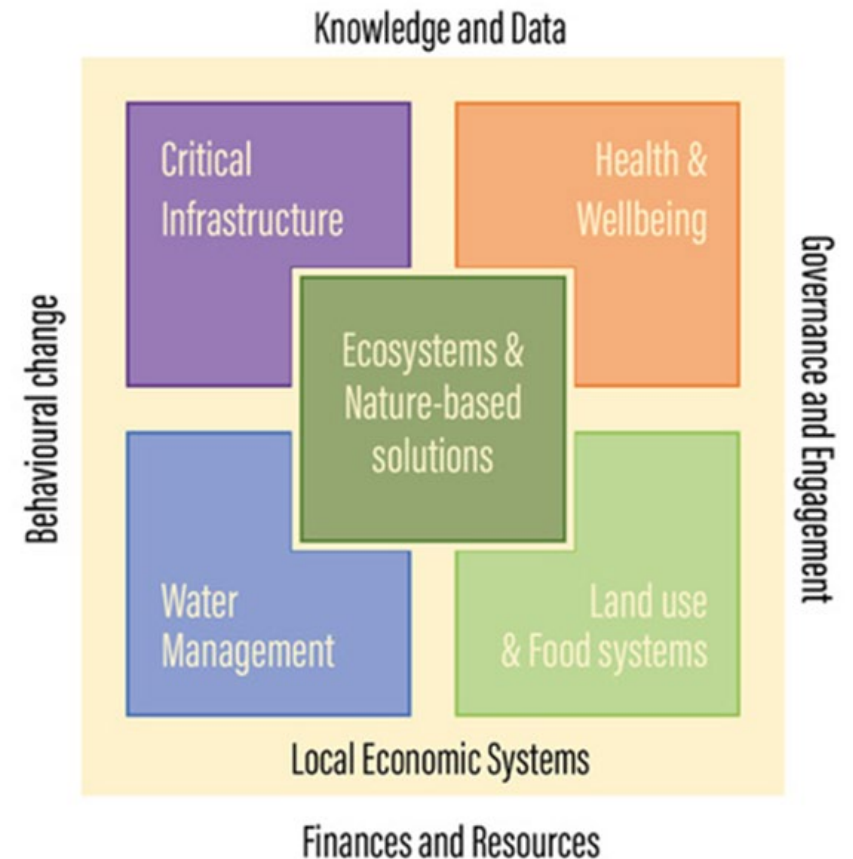 Knowledge and Data
Critical
Infrastructure
Health &
Wellbeing
Ecosystems &
Nature-based
solutions
Behavioural change
Governance and Engagement
Water
Management
Land use
& Food systems
Local Economic Systems
Finances and Resources